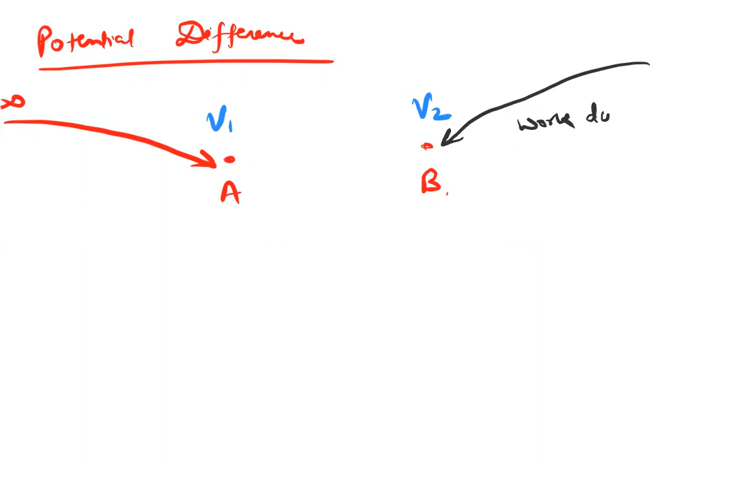 Potential Difference
∞ V₁ V₂
work do
A B